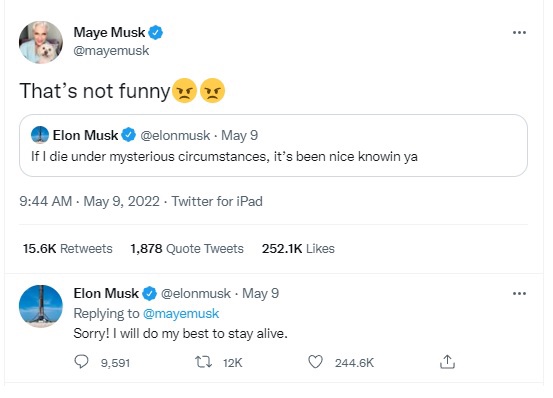 Maye Musk
@mayemusk
That's not funny😠😠
Elon Musk @elonmusk · May 9
If I die under mysterious circumstances, it's been nice knowin ya
9:44 AM · May 9, 2022 · Twitter for iPad
15.6K Retweets 1,878 Quote Tweets 252.1K Likes
Elon Musk @elonmusk · May 9
Replying to @mayemusk
Sorry! I will do my best to stay alive.
9,591 12K 244.6K